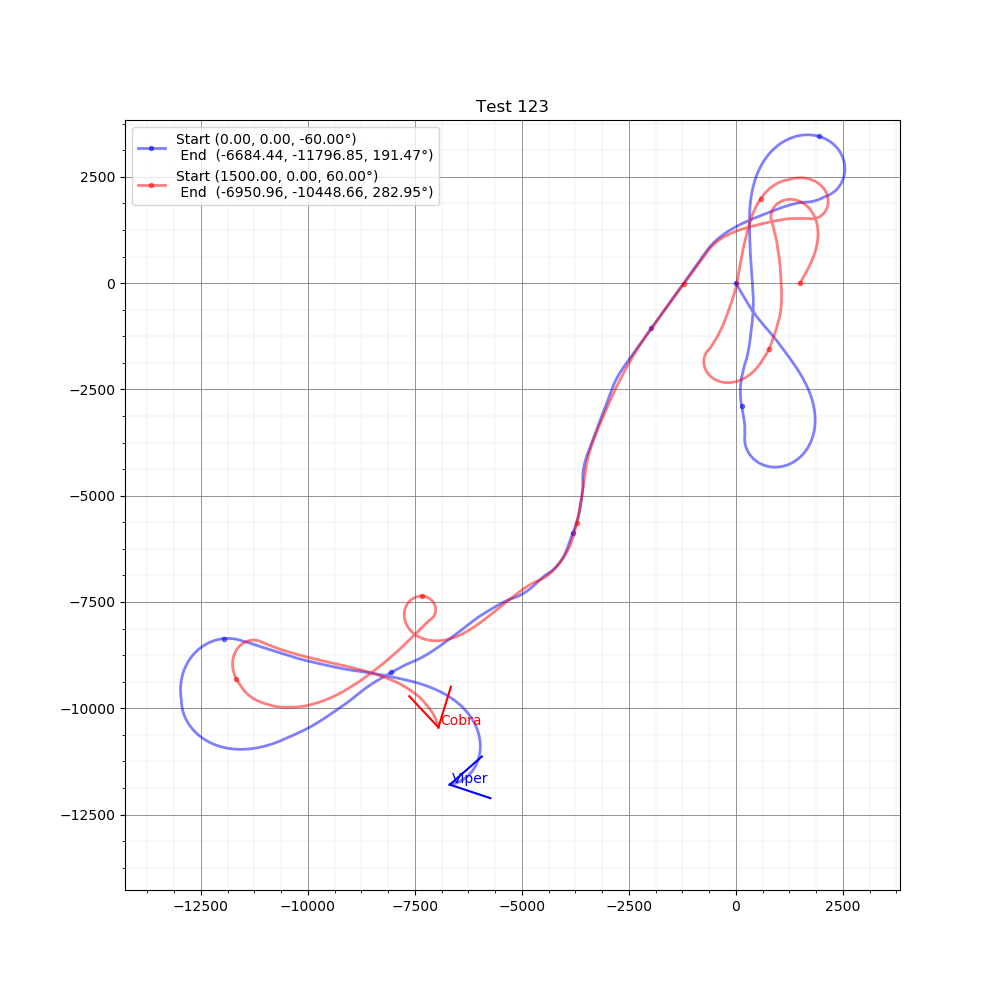 Test 123
Start (0.00, 0.00, -60.00°)
End (-6684.44, -11796.85, 191.47°)
Start (1500.00, 0.00, 60.00°)
End (-6950.96, -10448.66, 282.95°)
2500
0
−2500
−5000
−7500
−10000
−12500
Cobra
Viper
−12500 −10000 −7500 −5000 −2500 0 2500